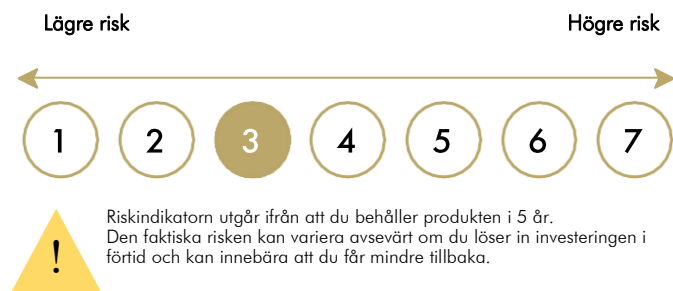 Lägre risk Högre risk
1 2 3 4 5 6 7
Riskindikatorn utgår ifrån att du behåller produkten i 5 år.
Den faktiska risken kan variera avsevärt om du löser in investeringen i
förtid och kan innebära att du får mindre tillbaka.
!